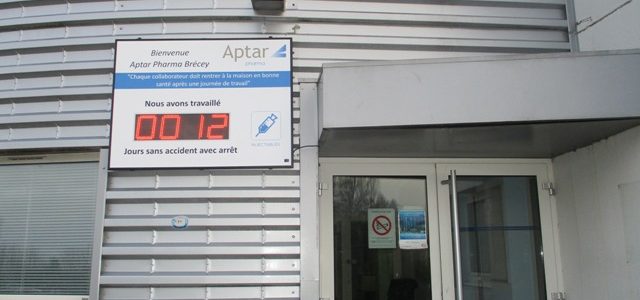 Bienvenue
Aptar Pharma Brécey
Aptar
pharma
"Chaque collaborateur doit rentrer à la maison en bonne
santé après une journée de travail"
Nous avons travaillé
0012
INJECTABLES
Jours sans accident avec arrêt